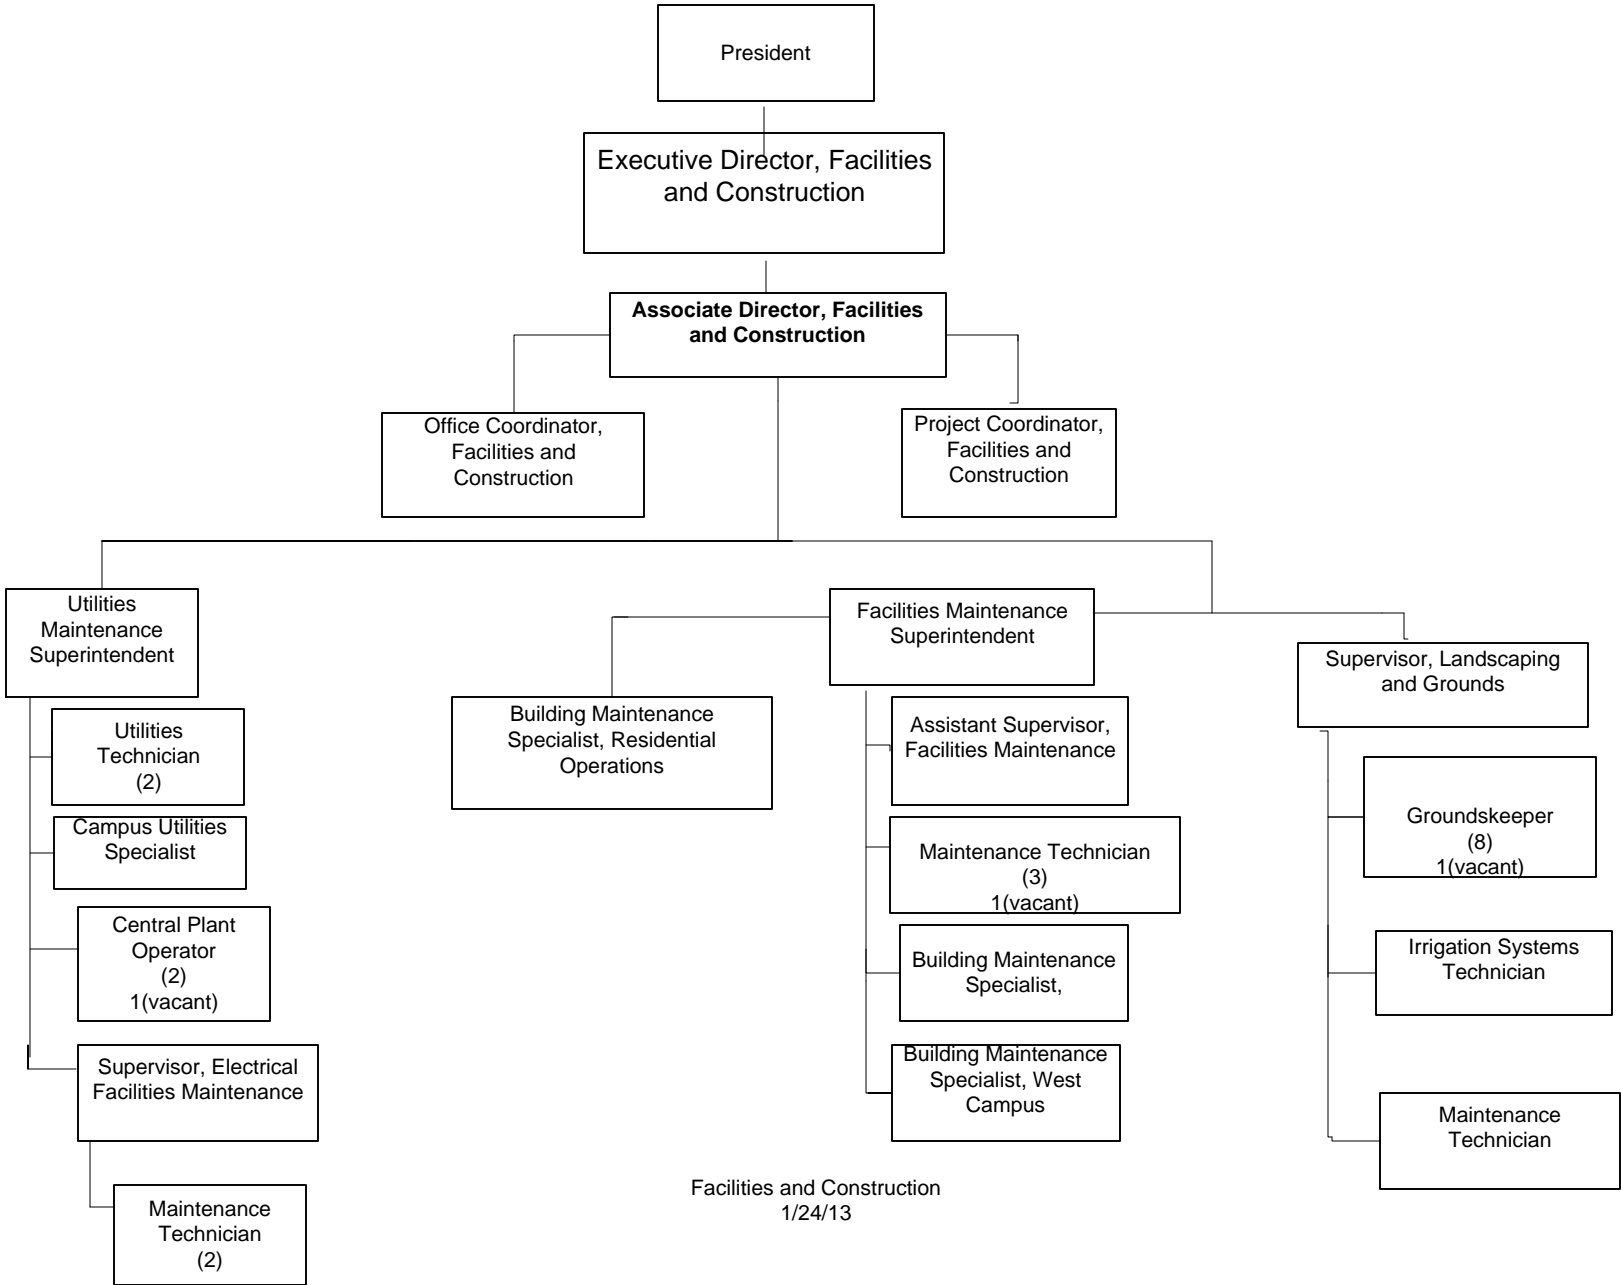 President
Executive Director, Facilities
and Construction
Associate Director, Facilities
and Construction
Office Coordinator,
Facilities and
Construction
Project Coordinator,
Facilities and
Construction
Utilities
Maintenance
Superintendent
Utilities
Technician
(2)
Campus Utilities
Specialist
Central Plant
Operator
(2)
1(vacant)
Supervisor, Electrical
Facilities Maintenance
Maintenance
Technician
(2)
Facilities Maintenance
Superintendent
Building Maintenance
Specialist, Residential
Operations
Assistant Supervisor,
Facilities Maintenance
Maintenance Technician
(3)
1(vacant)
Building Maintenance
Specialist,
Building Maintenance
Specialist, West
Campus
Supervisor, Landscaping
and Grounds
Groundskeeper
(8)
1(vacant)
Irrigation Systems
Technician
Maintenance
Technician
Facilities and Construction
1/24/13